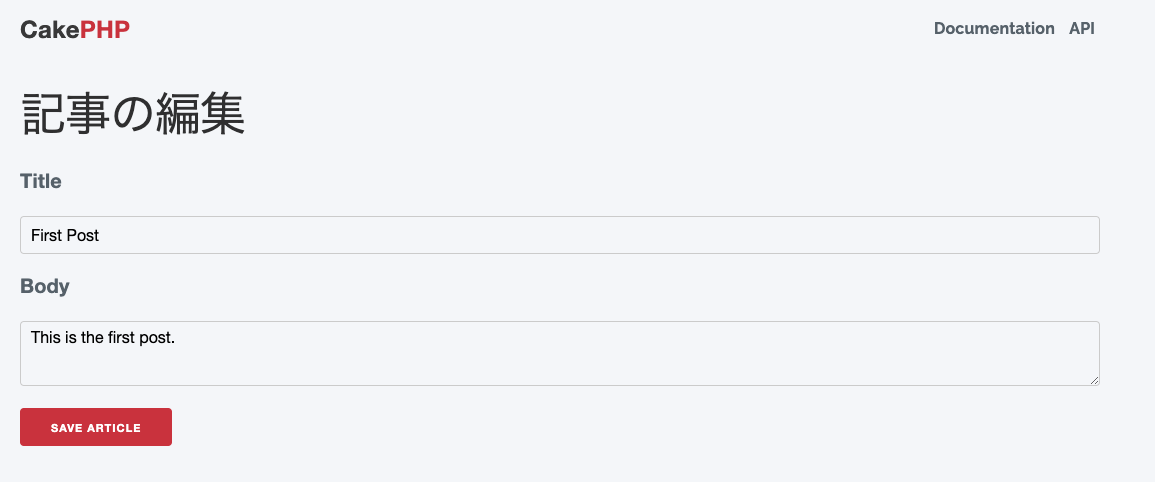 CakePHP
Documentation API
記事の編集
Title
First Post
Body
This is the first post.
SAVE ARTICLE